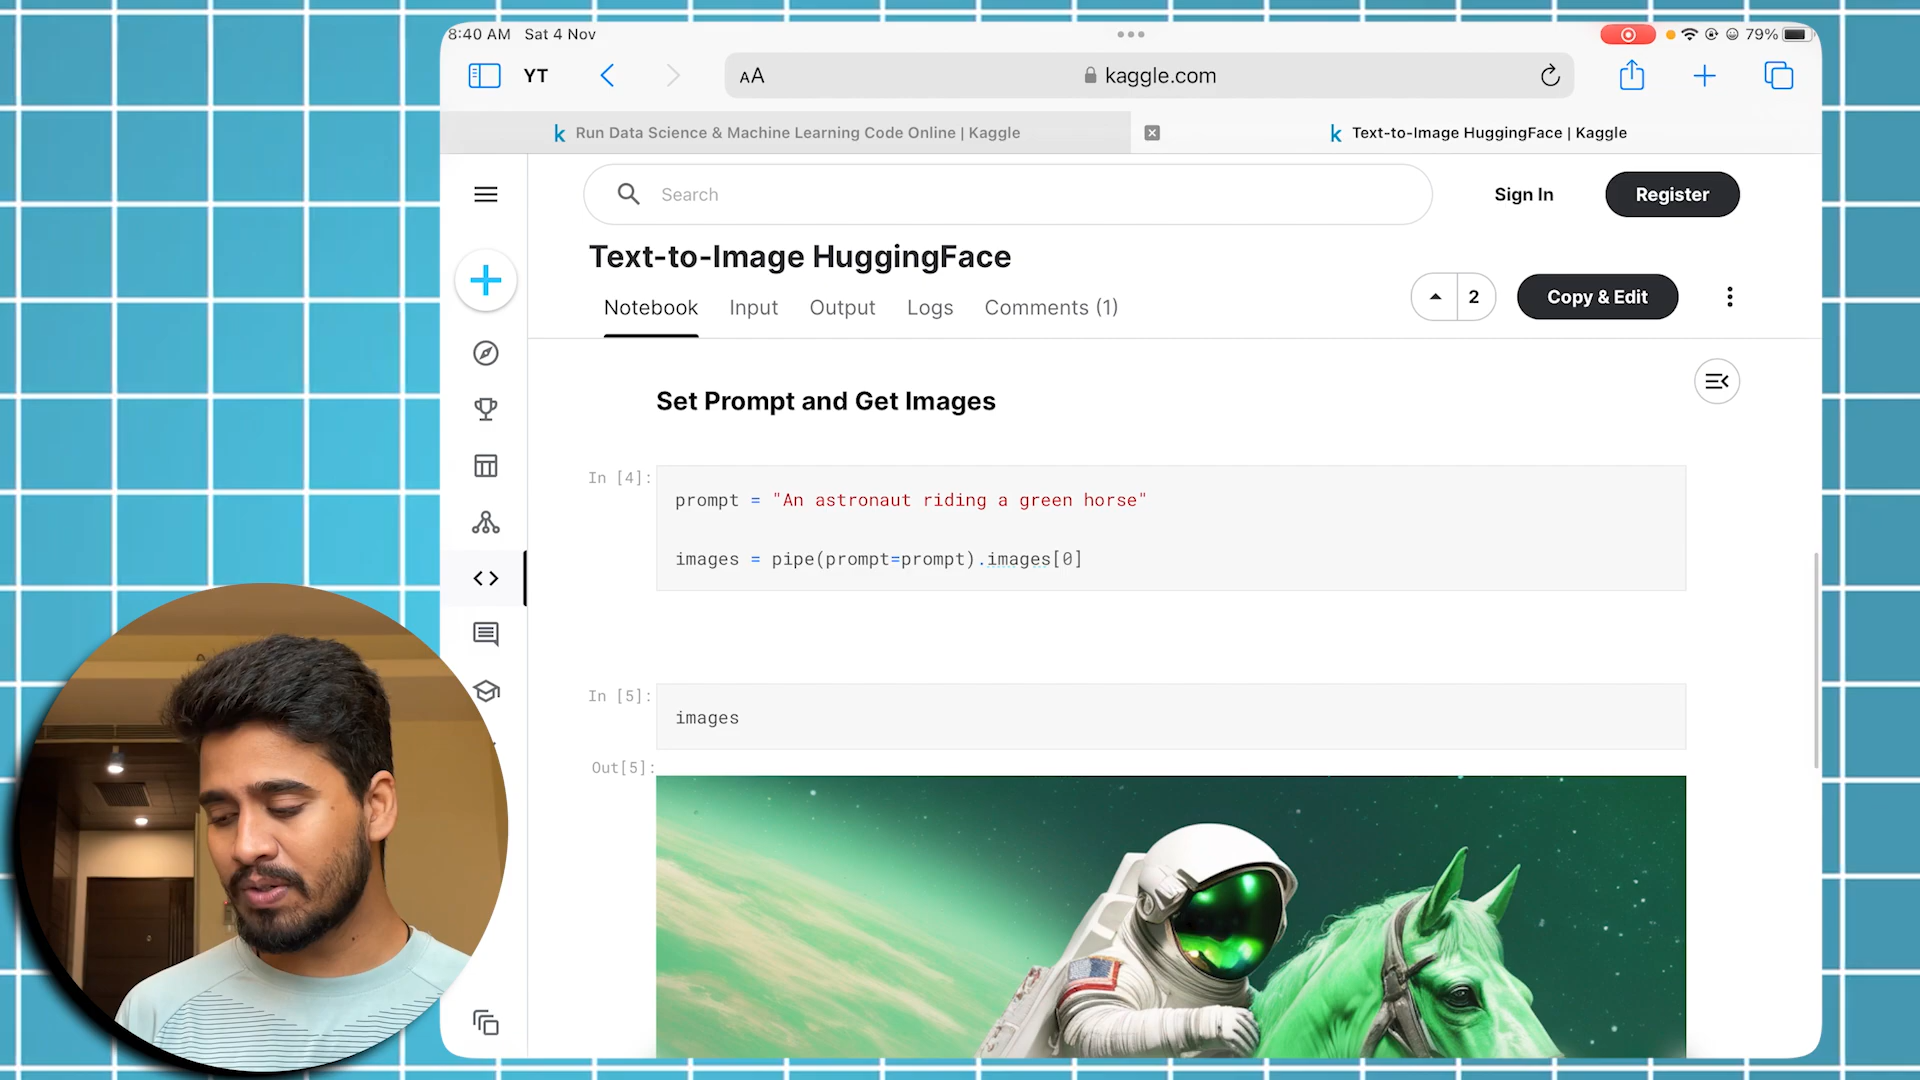 8:40 AM Sat 4 Nov
79%
YT
AA
kaggle.com
k Run Data Science & Machine Learning Code Online | Kaggle
k Text-to-Image HuggingFace | Kaggle
Search
Sign In
Register
Text-to-Image HuggingFace
Notebook
Input
Output
Logs
Comments (1)
2
Copy & Edit
Set Prompt and Get Images
In [4]:
prompt = "An astronaut riding a green horse"
images = pipe(prompt=prompt).images[0]
In [5]:
images
Out[5]: